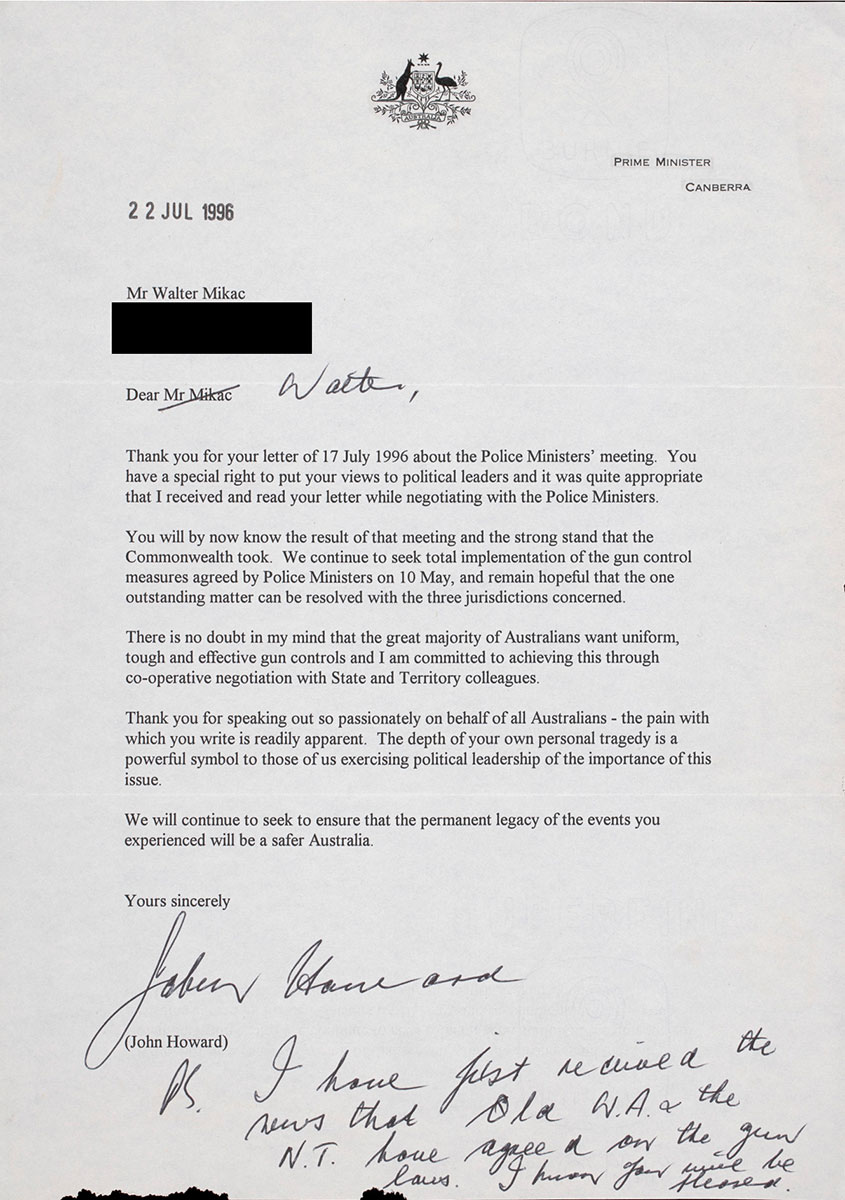 AUSTRALIA
PRIME MINISTER
CANBERRA
22 JUL 1996
Mr Walter Mikac
Dear Mr Mikac Walter,
Thank you for your letter of 17 July 1996 about the Police Ministers' meeting. You
have a special right to put your views to political leaders and it was quite appropriate
that I received and read your letter while negotiating with the Police Ministers.
You will by now know the result of that meeting and the strong stand that the
Commonwealth took. We continue to seek total implementation of the gun control
measures agreed by Police Ministers on 10 May, and remain hopeful that the one
outstanding matter can be resolved with the three jurisdictions concerned.
There is no doubt in my mind that the great majority of Australians want uniform,
tough and effective gun controls and I am committed to achieving this through
co-operative negotiation with State and Territory colleagues.
Thank you for speaking out so passionately on behalf of all Australians - the pain with
which you write is readily apparent. The depth of your own personal tragedy is a
powerful symbol to those of us exercising political leadership of the importance of this
issue.
We will continue to seek to ensure that the permanent legacy of the events you
experienced will be a safer Australia.
Yours sincerely
John Howard
(John Howard)
PS. I have just received the
news that Qld W.A. & the
N.T. have agreed on the gun
laws. I know you will be
pleased.